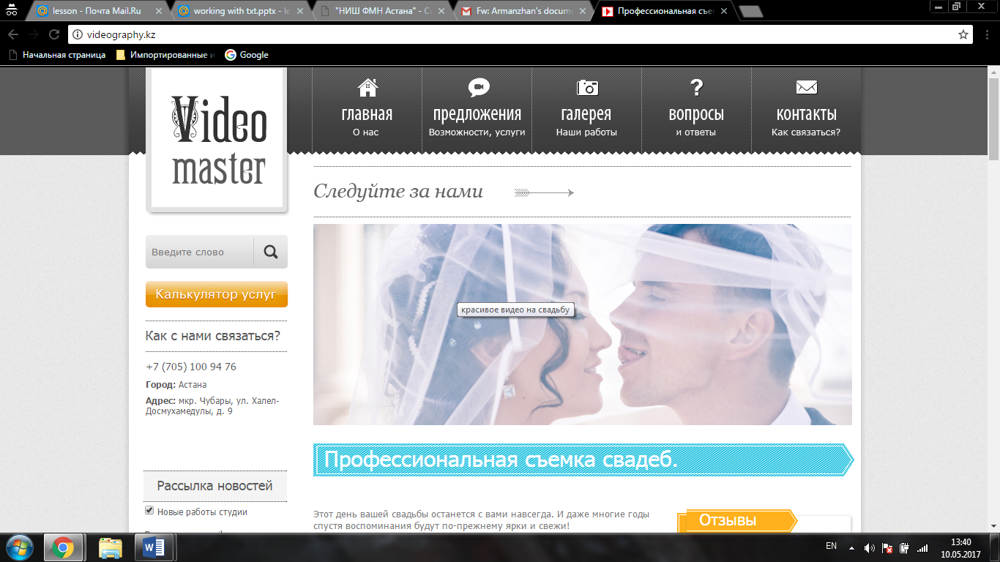 lesson - Почта Mail.Ru
working with txt.pptx - le
"НИШ ФМН Астана" - Са
Fw: Armanzhan's docum
Профессиональная съе
videography.kz
Начальная страница
Импортированные и
Google
Video
master
главная
О нас
предложения
Возможности, услуги
галерея
Наши работы
?
вопросы
и ответы
контакты
Как связаться?
Следуйте за нами
Введите слово
Калькулятор услуг
Как с нами связаться?
+7 (705) 100 94 76
Город: Астана
Адрес: мкр. Чубары, ул. Халел-
Досмухамедулы, д. 9
Рассылка новостей
Новые работы студии
красивое видео на свадьбу
Профессиональная съемка свадеб.
Этот день вашей свадьбы останется с вами навсегда. И даже многие годы
спустя воспоминания будут по-прежнему ярки и свежи!
Отзывы
EN
13:40
10.05.2017